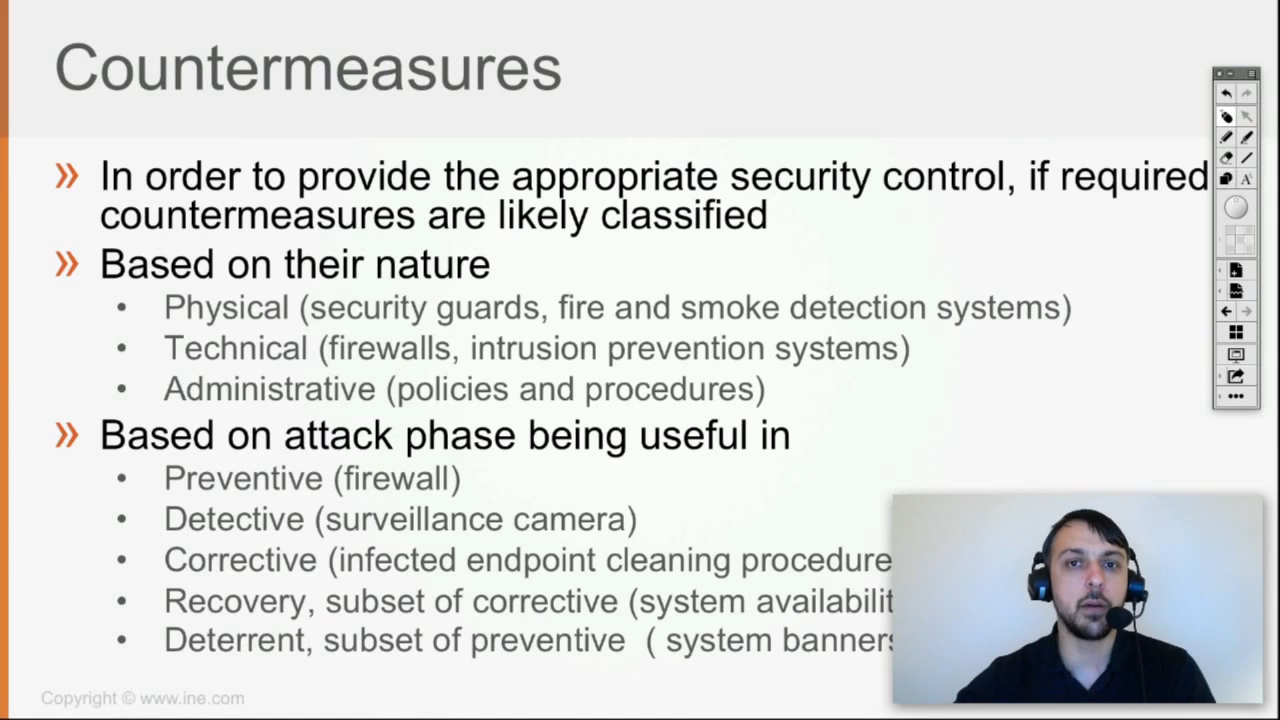 Countermeasures
» In order to provide the appropriate security control, if required
countermeasures are likely classified
» Based on their nature
• Physical (security guards, fire and smoke detection systems)
• Technical (firewalls, intrusion prevention systems)
• Administrative (policies and procedures)
» Based on attack phase being useful in
• Preventive (firewall)
• Detective (surveillance camera)
• Corrective (infected endpoint cleaning procedure
• Recovery, subset of corrective (system availabilit
• Deterrent, subset of preventive ( system banners
Copyright © www.ine.com